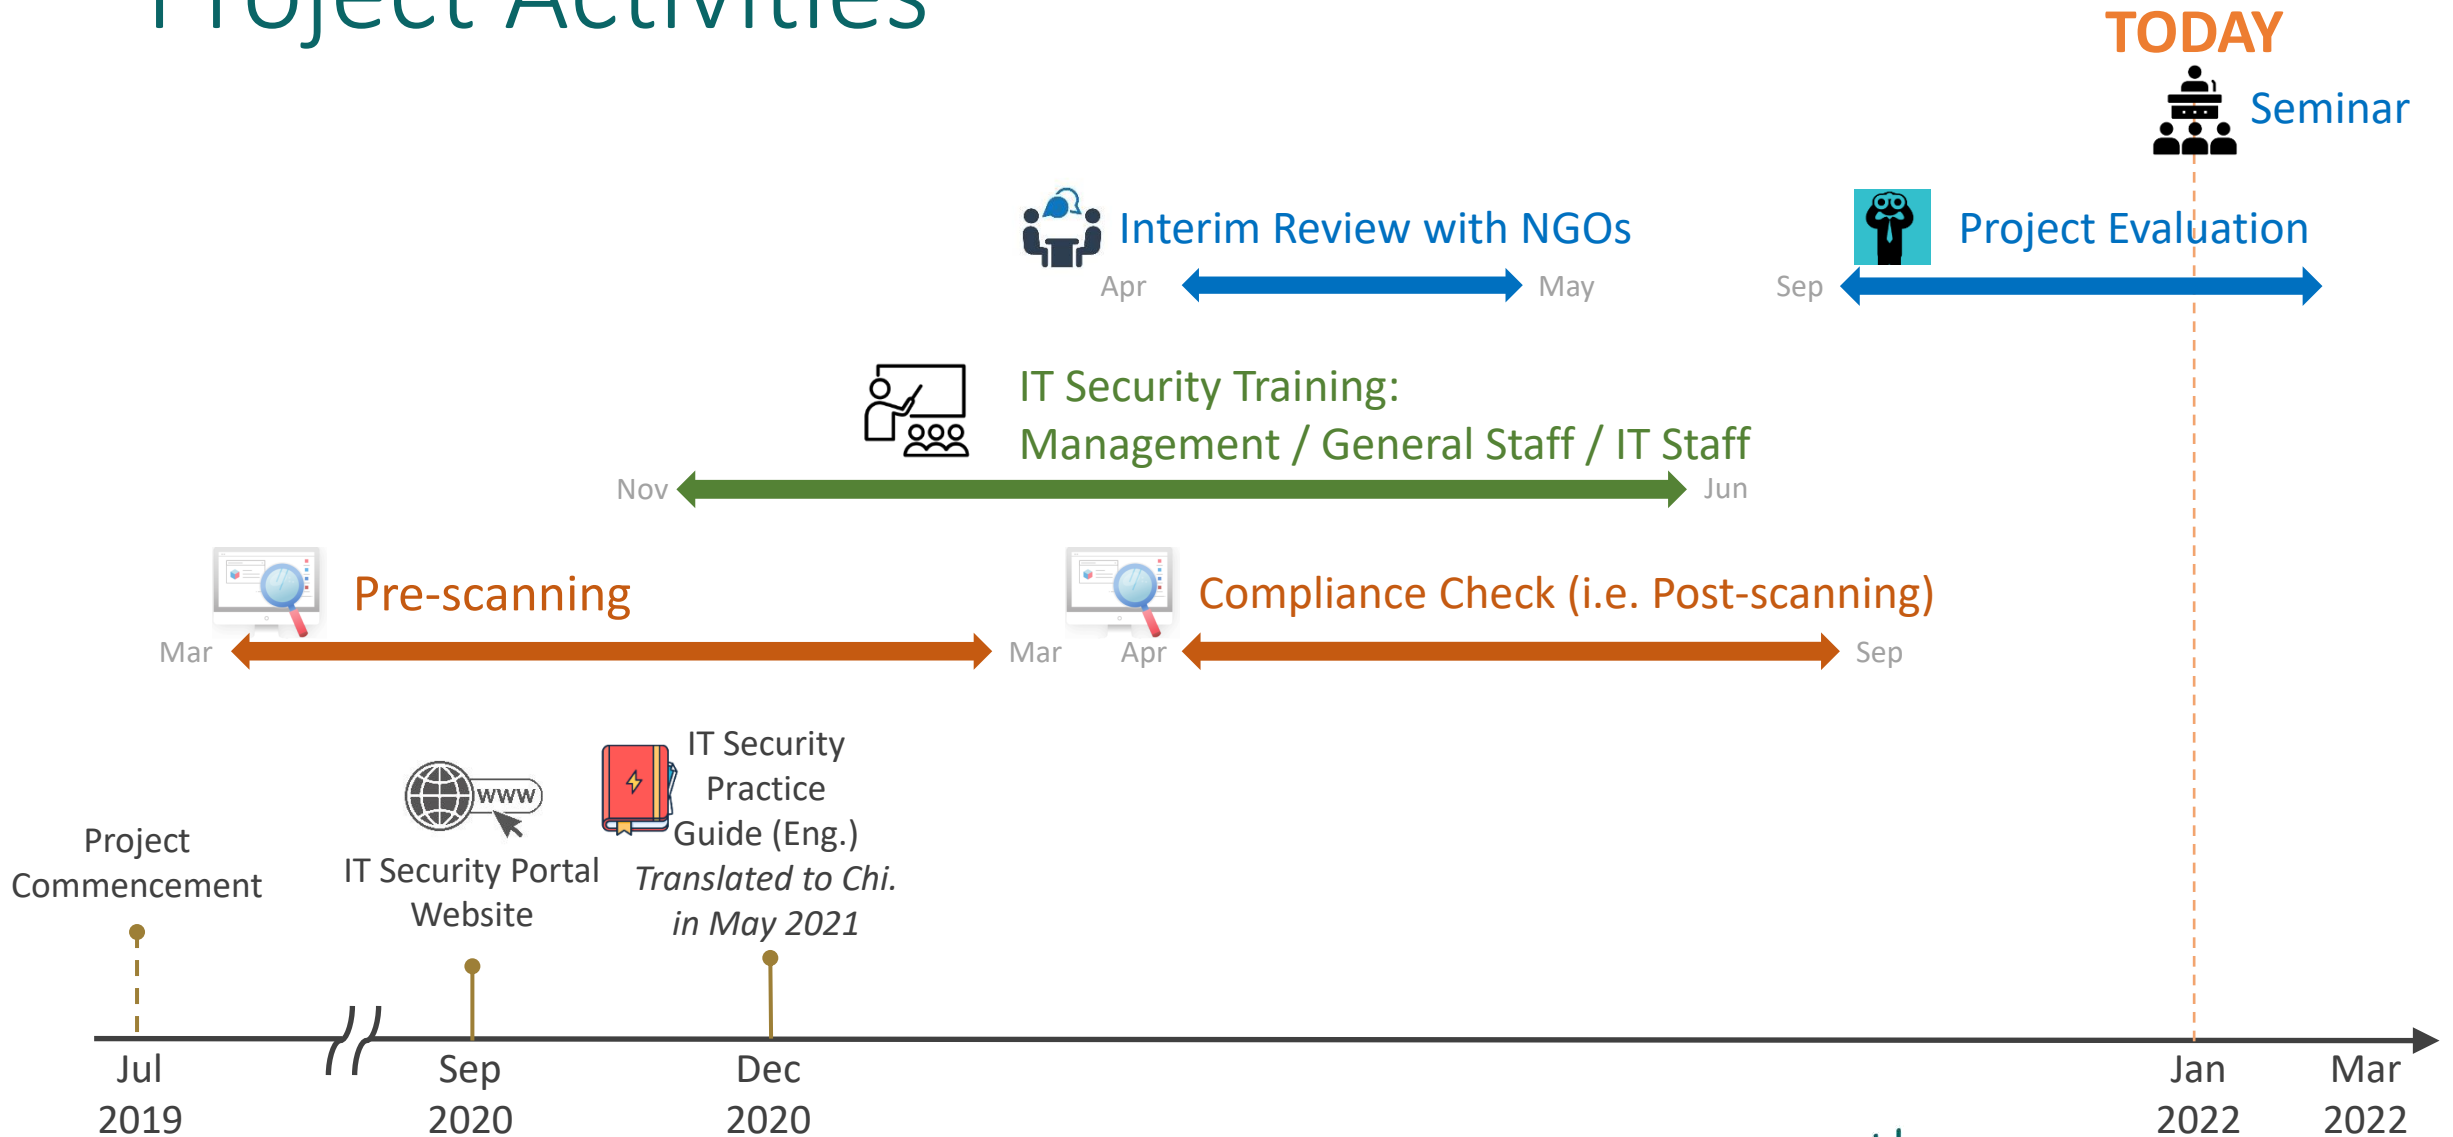 Project Activities
TODAY
Seminar
Interim Review with NGOs
Project Evaluation
Apr
May
Sep
IT Security Training:
Management / General Staff / IT Staff
Nov
Jun
Pre-scanning
Compliance Check (i.e. Post-scanning)
Mar
Mar
Apr
Sep
Project
Commencement
www
IT Security Portal
Website
IT Security
Practice
Guide (Eng.)
Translated to Chi.
in May 2021
Jul
2019
Sep
2020
Dec
2020
Jan
2022
Mar
2022